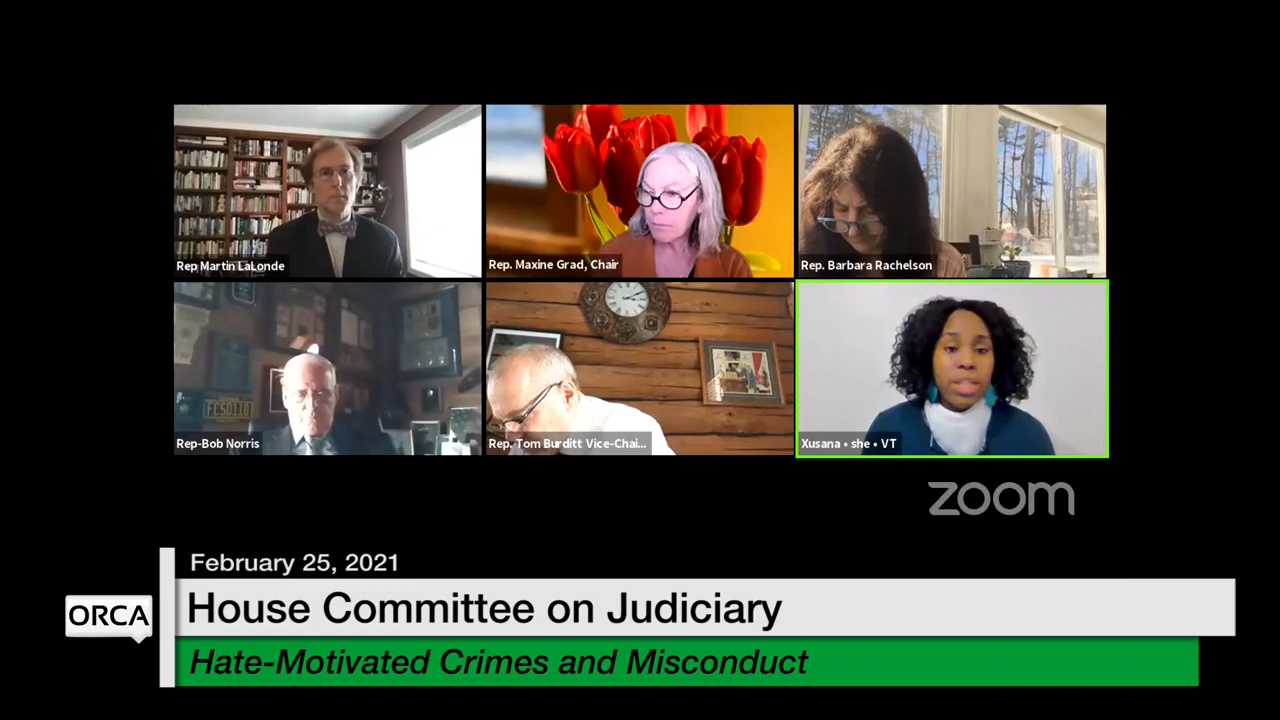 Rep Martin LaLonde
Rep. Maxine Grad, Chair
Rep. Barbara Rachelson
FCSO110
Rep-Bob Norris
Rep. Tom Burditt Vice-Chai...
Xusana • she • VT
zoom
February 25, 2021
ORCA
House Committee on Judiciary
Hate-Motivated Crimes and Misconduct